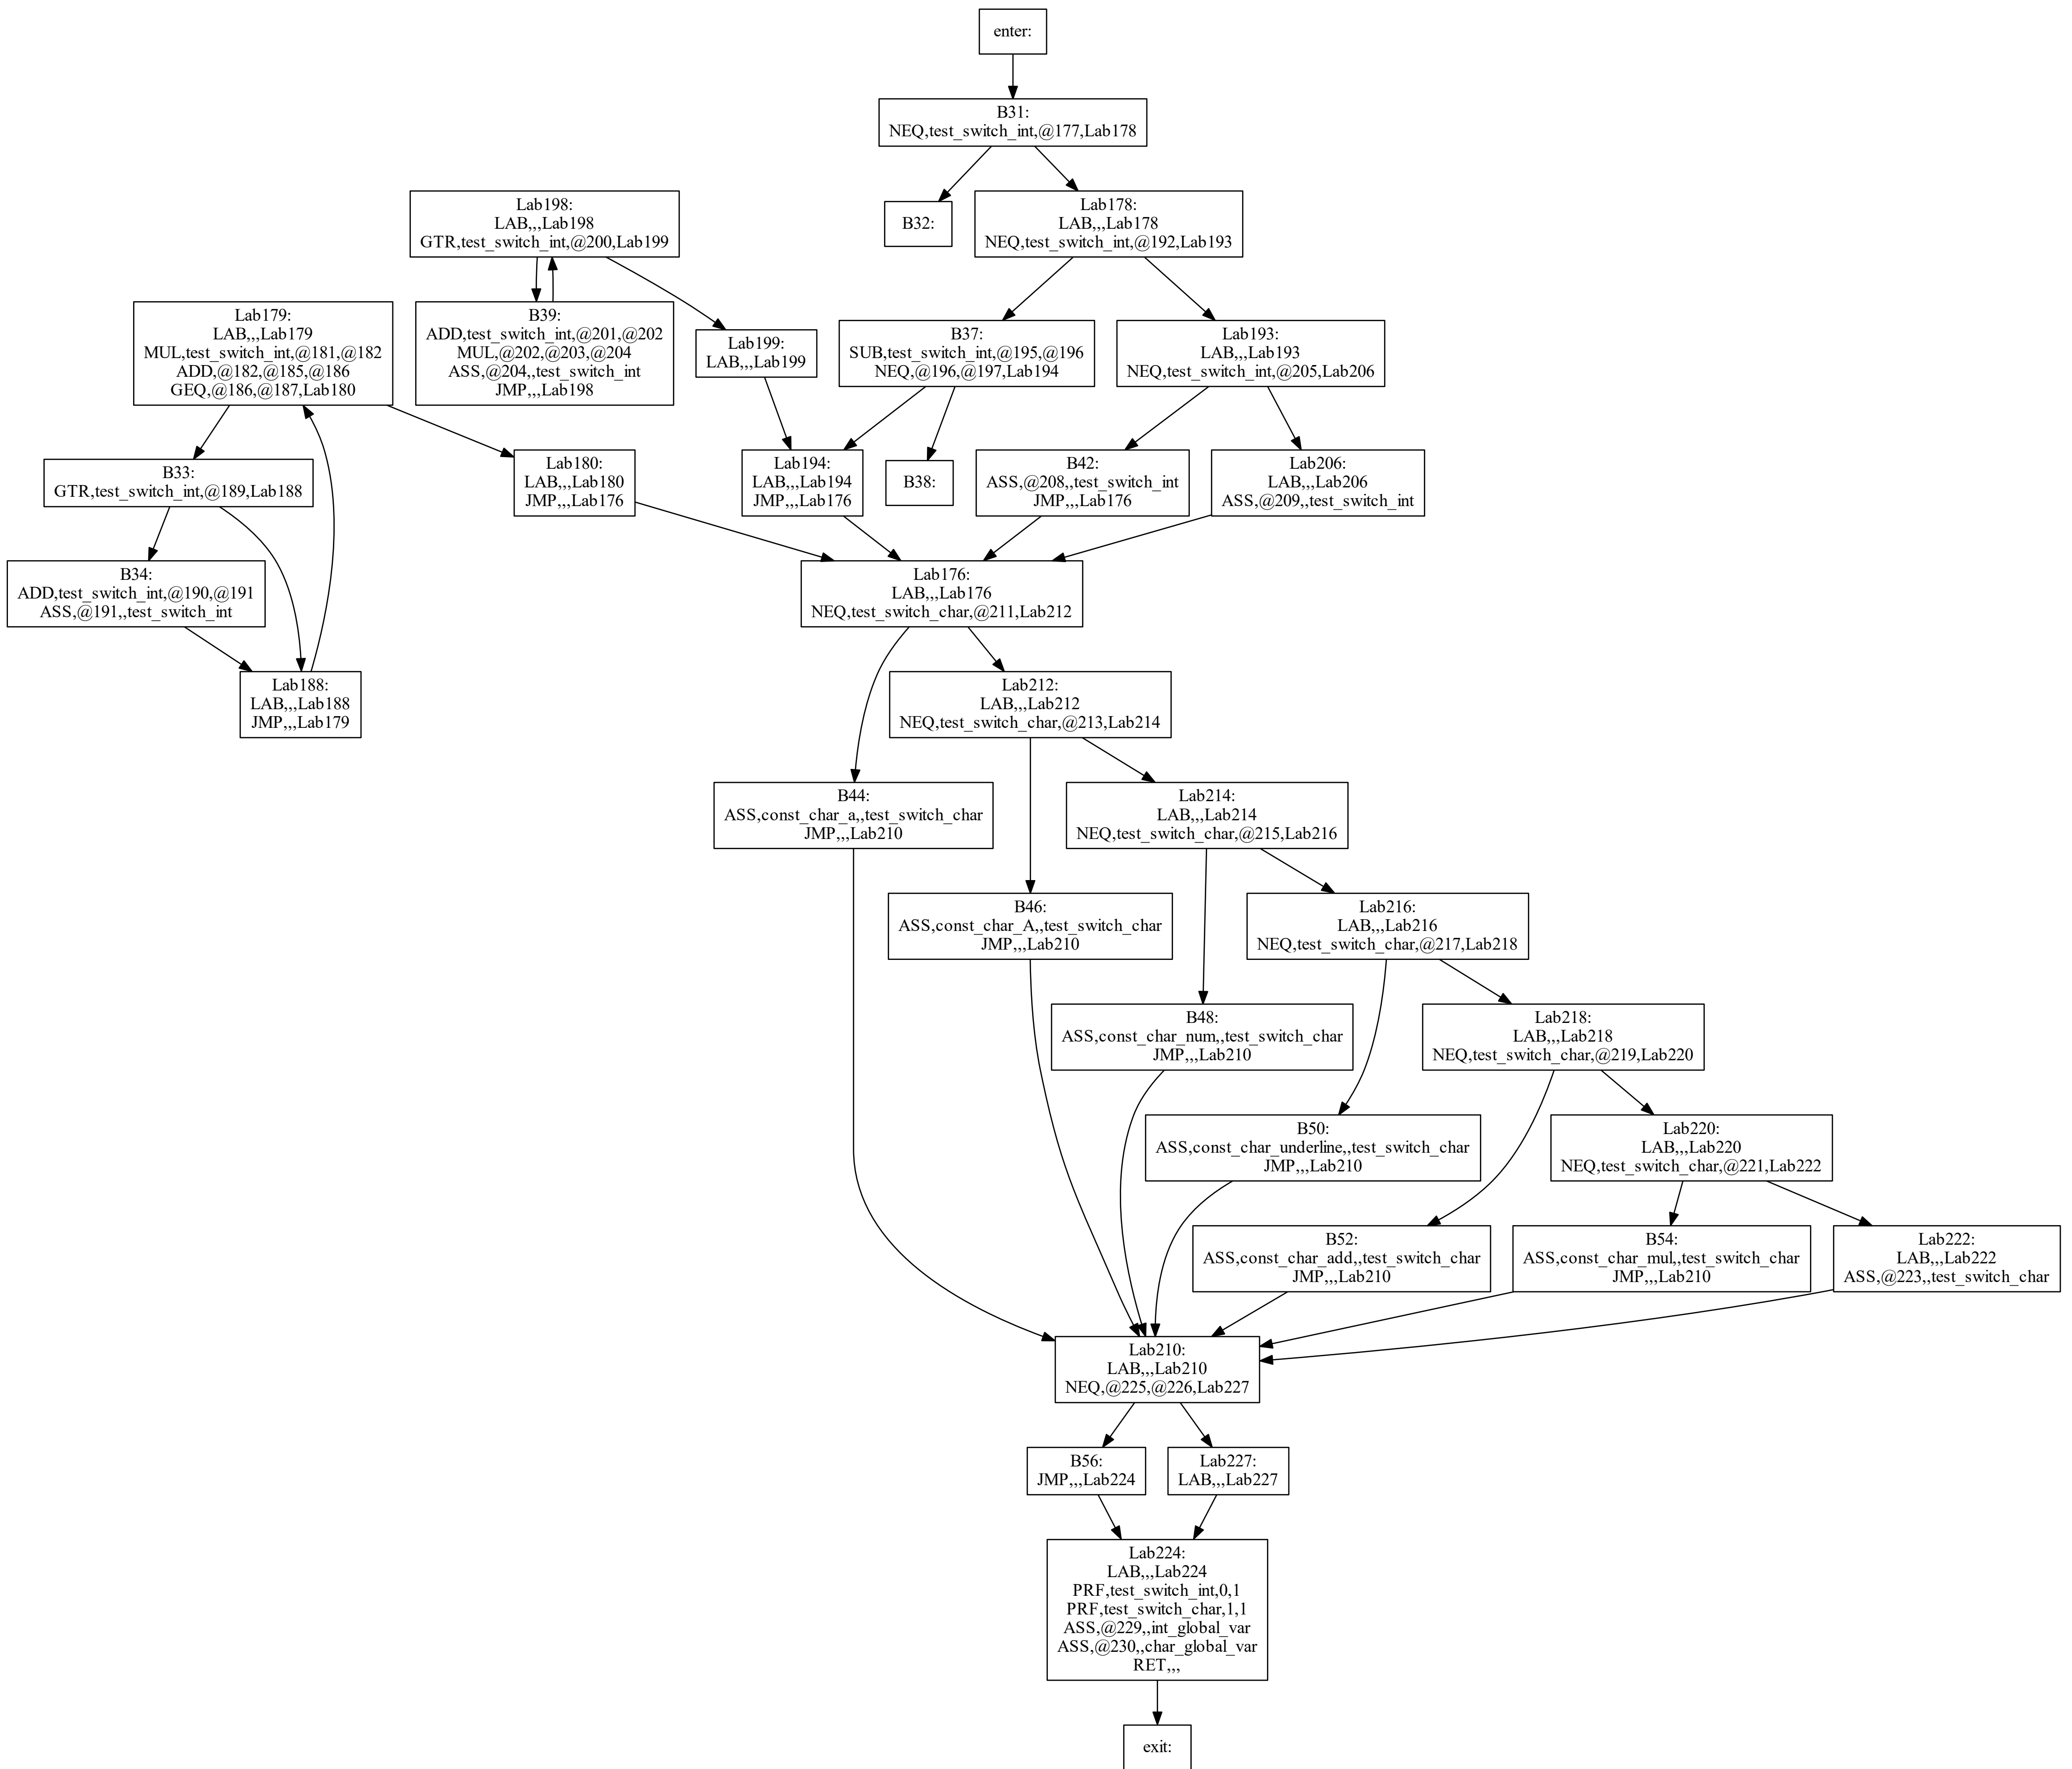 enter:
B31:
NEQ,test_switch_int,@177,Lab178
Lab198:
LAB,,,Lab198
GTR,test_switch_int,@200,Lab199
B32:
Lab178:
LAB,,,Lab178
NEQ,test_switch_int,@192,Lab193
Lab179:
LAB,,,Lab179
MUL,test_switch_int,@181,@182
ADD,@182,@185,@186
GEQ,@186,@187,Lab180
B39:
ADD,test_switch_int,@201,@202
MUL,@202,@203,@204
ASS,@204,,test_switch_int
JMP,,,Lab198
Lab199:
LAB,,,Lab199
B37:
SUB,test_switch_int,@195,@196
NEQ,@196,@197,Lab194
Lab193:
LAB,,,Lab193
NEQ,test_switch_int,@205,Lab206
B33:
GTR,test_switch_int,@189,Lab188
Lab180:
LAB,,,Lab180
JMP,,,Lab176
Lab194:
LAB,,,Lab194
JMP,,,Lab176
B38:
B42:
ASS,@208,,test_switch_int
JMP,,,Lab176
Lab206:
LAB,,,Lab206
ASS,@209,,test_switch_int
B34:
ADD,test_switch_int,@190,@191
ASS,@191,,test_switch_int
Lab176:
LAB,,,Lab176
NEQ,test_switch_char,@211,Lab212
Lab188:
LAB,,,Lab188
JMP,,,Lab179
Lab212:
LAB,,,Lab212
NEQ,test_switch_char,@213,Lab214
B44:
ASS,const_char_a,,test_switch_char
JMP,,,Lab210
Lab214:
LAB,,,Lab214
NEQ,test_switch_char,@215,Lab216
B46:
ASS,const_char_A,,test_switch_char
JMP,,,Lab210
Lab216:
LAB,,,Lab216
NEQ,test_switch_char,@217,Lab218
B48:
ASS,const_char_num,,test_switch_char
JMP,,,Lab210
Lab218:
LAB,,,Lab218
NEQ,test_switch_char,@219,Lab220
B50:
ASS,const_char_underline,,test_switch_char
JMP,,,Lab210
Lab220:
LAB,,,Lab220
NEQ,test_switch_char,@221,Lab222
B52:
ASS,const_char_add,,test_switch_char
JMP,,,Lab210
B54:
ASS,const_char_mul,,test_switch_char
JMP,,,Lab210
Lab222:
LAB,,,Lab222
ASS,@223,,test_switch_char
Lab210:
LAB,,,Lab210
NEQ,@225,@226,Lab227
B56:
JMP,,,Lab224
Lab227:
LAB,,,Lab227
Lab224:
LAB,,,Lab224
PRF,test_switch_int,0,1
PRF,test_switch_char,1,1
ASS,@229,,int_global_var
ASS,@230,,char_global_var
RET,,,
exit: